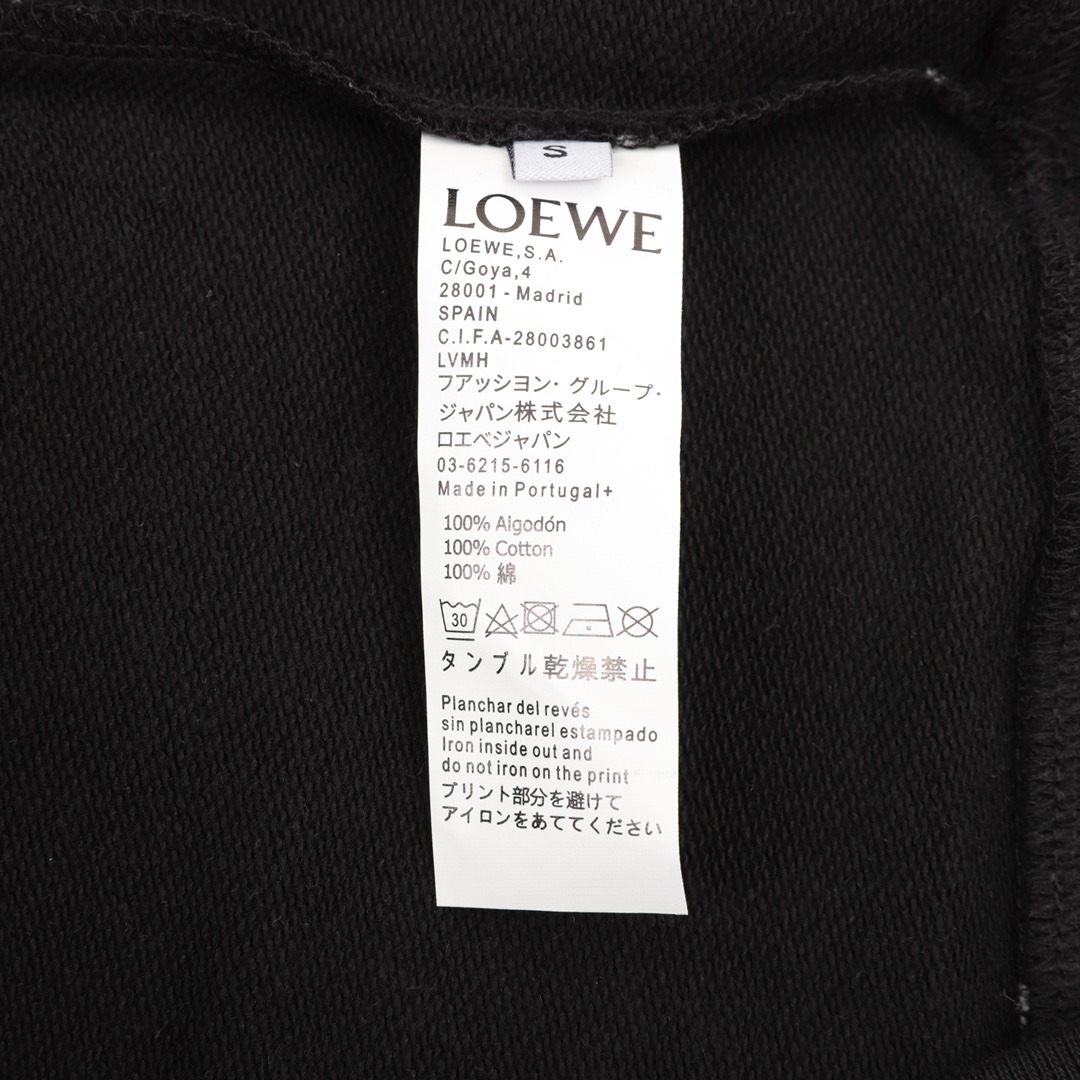 S
LOEWE
LOEWE,S.A.
C/Goya,4
28001 - Madrid
SPAIN
C.I.F.A-28003861
LVMH
フアッシヨン・グループ・
ジャパン株式会社
ロエベジャパン
03-6215-6116
Made in Portugal+
100% Algodón
100% Cotton
100% 綿
30
タンブル乾燥禁止
Planchar del revés
sin plancharel estampado
Iron inside out and
do not iron on the print
プリント部分を避けて
アイロンをあててください